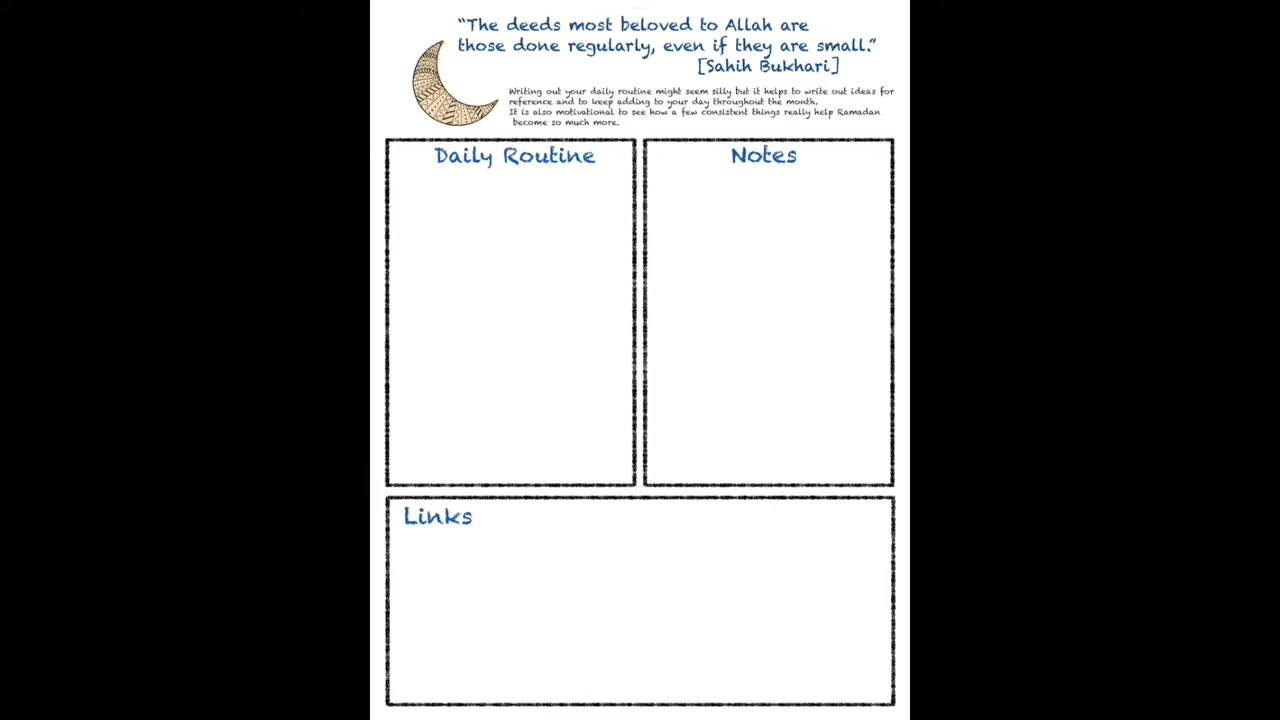 “The deeds most beloved to Allah are
those done regularly, even if they are small.”
[Sahih Bukhari]
Writing out your daily routine might seem silly but it helps to write out ideas for
reference and to keep adding to your day throughout the month.
It is also motivational to see how a few consistent things really help Ramadan
become so much more.
Daily Routine
Notes
Links